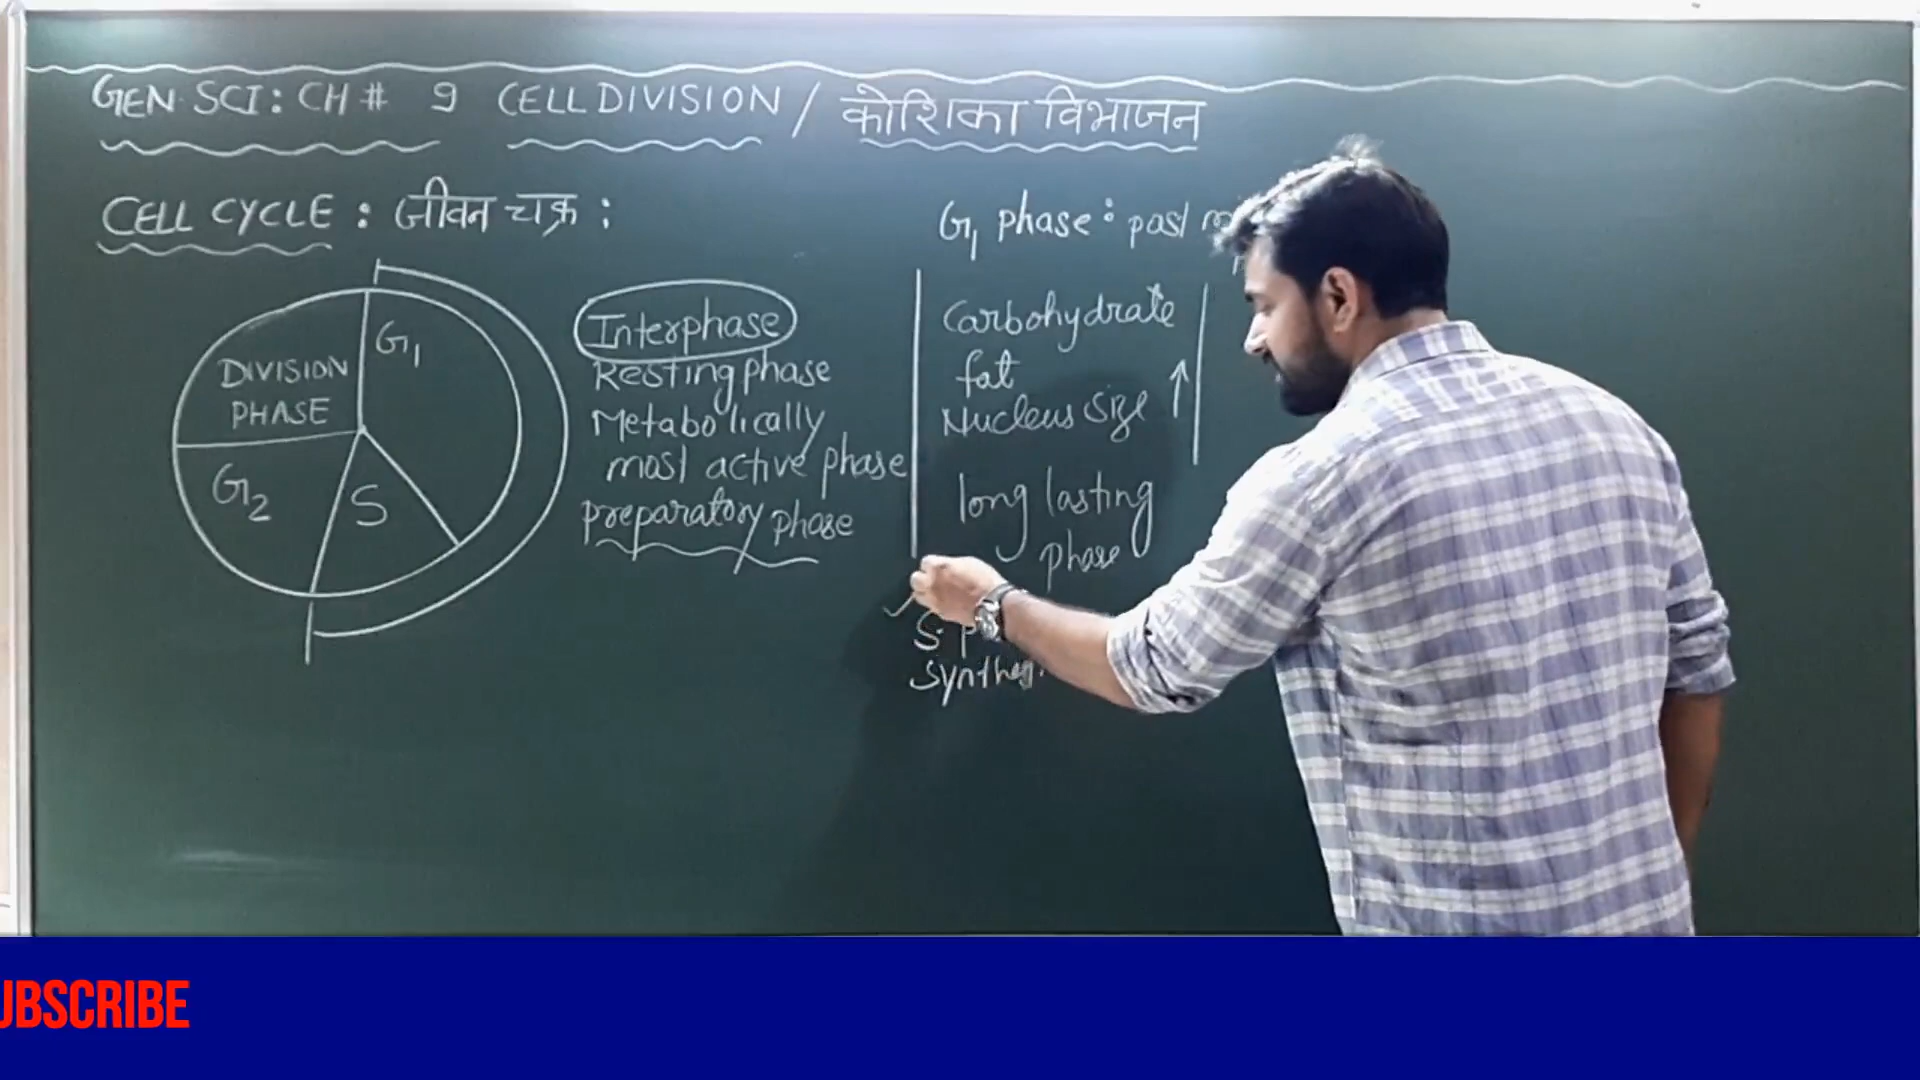 GEN. SCI: CH # 9 CELL DIVISION / कोशिका विभाजन
CELL CYCLE : जीवन चक्र :
DIVISION
PHASE
G1
G2
S
Interphase
Resting phase
Metabolically
most active phase
preparatory phase
G1 phase: past
Carbohydrate
fat
Nucleus size ↑
long lasting
phase
S
UBSCRIBE